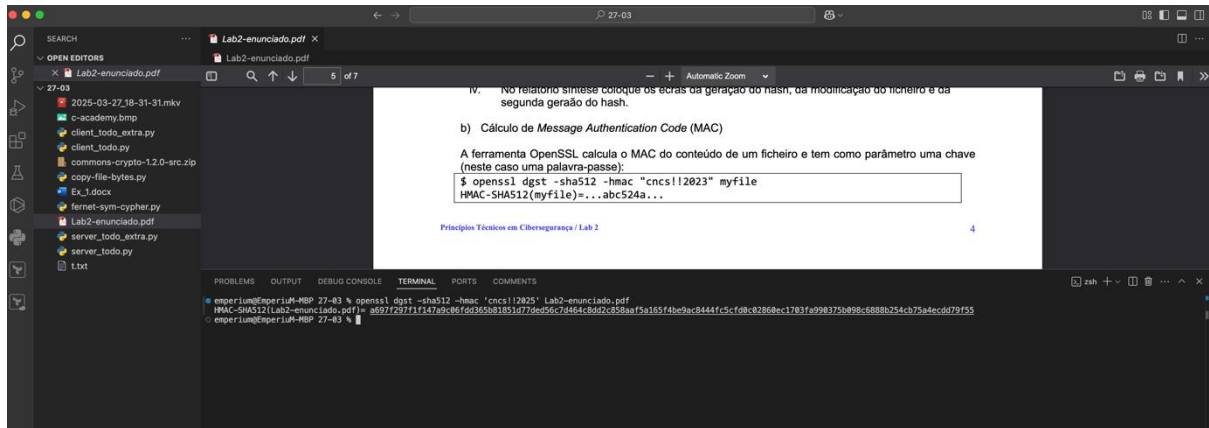 27-03
SEARCH
OPEN EDITORS
Lab2-enunciado.pdf
27-03
2025-03-27_18-31-31.mkv
c-academy.bmp
client_todo_extra.py
client_todo.py
commons-crypto-1.2.0-src.zip
copy-file-bytes.py
Ex_1.docx
fernet-sym-cypher.py
Lab2-enunciado.pdf
server_todo_extra.py
server_todo.py
t.txt
Lab2-enunciado.pdf
Lab2-enunciado.pdf
5 of 7
Automatic Zoom
iv. No relatório síntese coloque os ecrãs da geração do hash, da modificação do ficheiro e da
segunda geraão do hash.
b) Cálculo de Message Authentication Code (MAC)
A ferramenta OpenSSL calcula o MAC do conteúdo de um ficheiro e tem como parâmetro uma chave
(neste caso uma palavra-passe):
$ openssl dgst -sha512 -hmac "cncs!!2023" myfile
HMAC-SHA512(myfile)=...abc524a...
Princípios Técnicos em Cibersegurança / Lab 2 4
PROBLEMS OUTPUT DEBUG CONSOLE TERMINAL PORTS COMMENTS
zsh
emperium@EmperiuM-MBP 27-03 % openssl dgst -sha512 -hmac 'cncs!!2025' Lab2-enunciado.pdf
HMAC-SHA512(Lab2-enunciado.pdf)= a697f297f1f147a9c06fdd365b81851d77ded56c7d464c8dd2c858aaf5a165f4be9ac8444fc5cfd0c02860ec1703fa990375b098c6888b254cb75a4ecdd79f55
emperium@EmperiuM-MBP 27-03 %